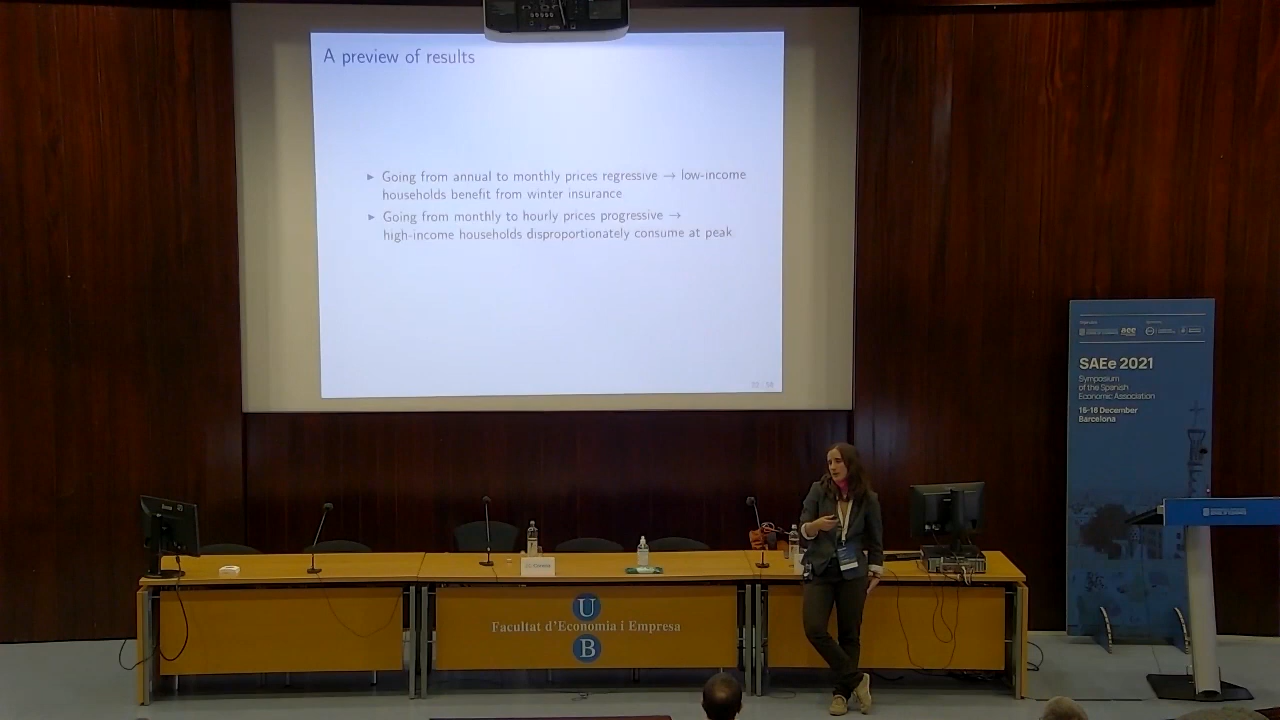 A preview of results
▶ Going from annual to monthly prices regressive → low-income
households benefit from winter insurance
▶ Going from monthly to hourly prices progressive →
high-income households disproportionately consume at peak
SAEe 2021
Symposium
of the Spanish
Economic Association
16-18 December
Barcelona
U
Facultat d'Economia i Empresa
B